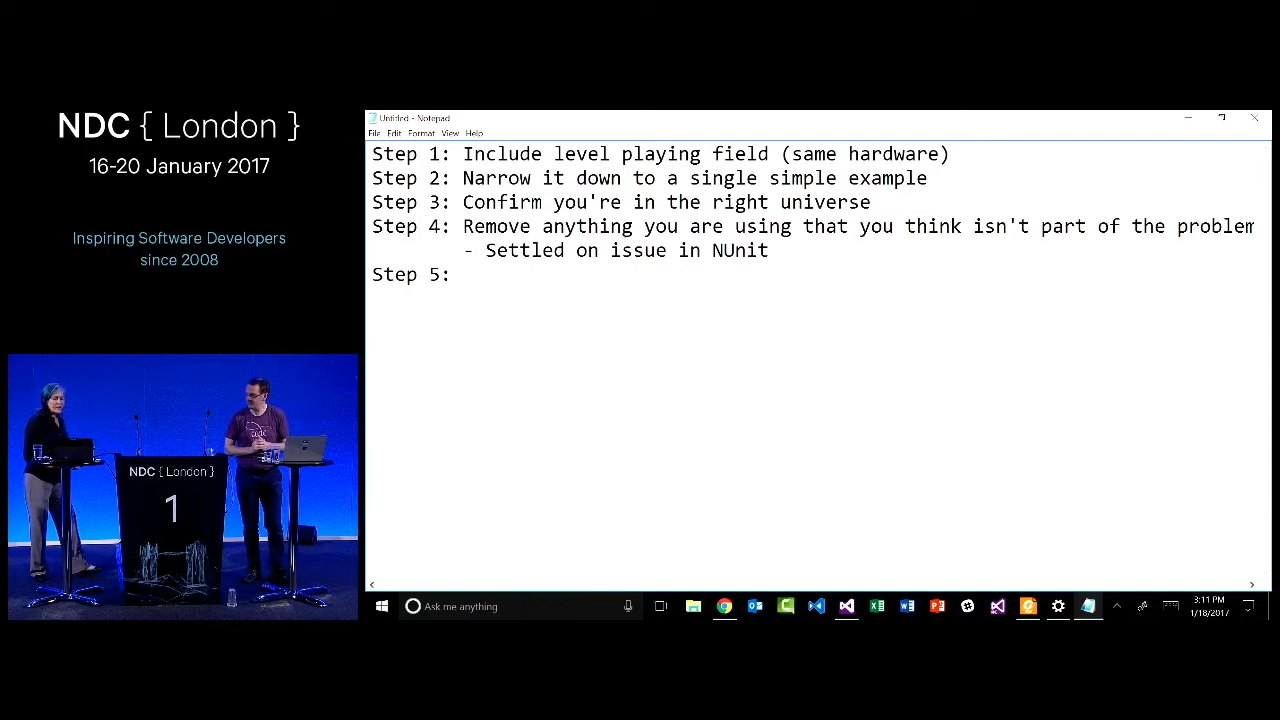 NDC { London }
16-20 January 2017
Inspiring Software Developers
since 2008
NDC { London }
1
Untitled - Notepad
File Edit Format View Help
Step 1: Include level playing field (same hardware)
Step 2: Narrow it down to a single simple example
Step 3: Confirm you're in the right universe
Step 4: Remove anything you are using that you think isn't part of the problem
- Settled on issue in NUnit
Step 5:
Ask me anything
3:11 PM
1/18/2017